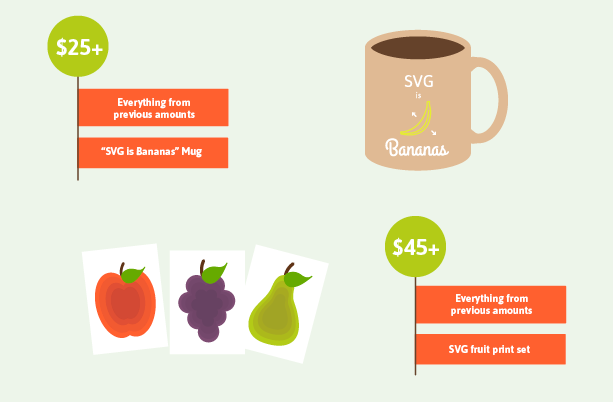 $25+
Everything from
previous amounts
“SVG is Bananas” Mug
SVG
is
Bananas
$45+
Everything from
previous amounts
SVG fruit print set